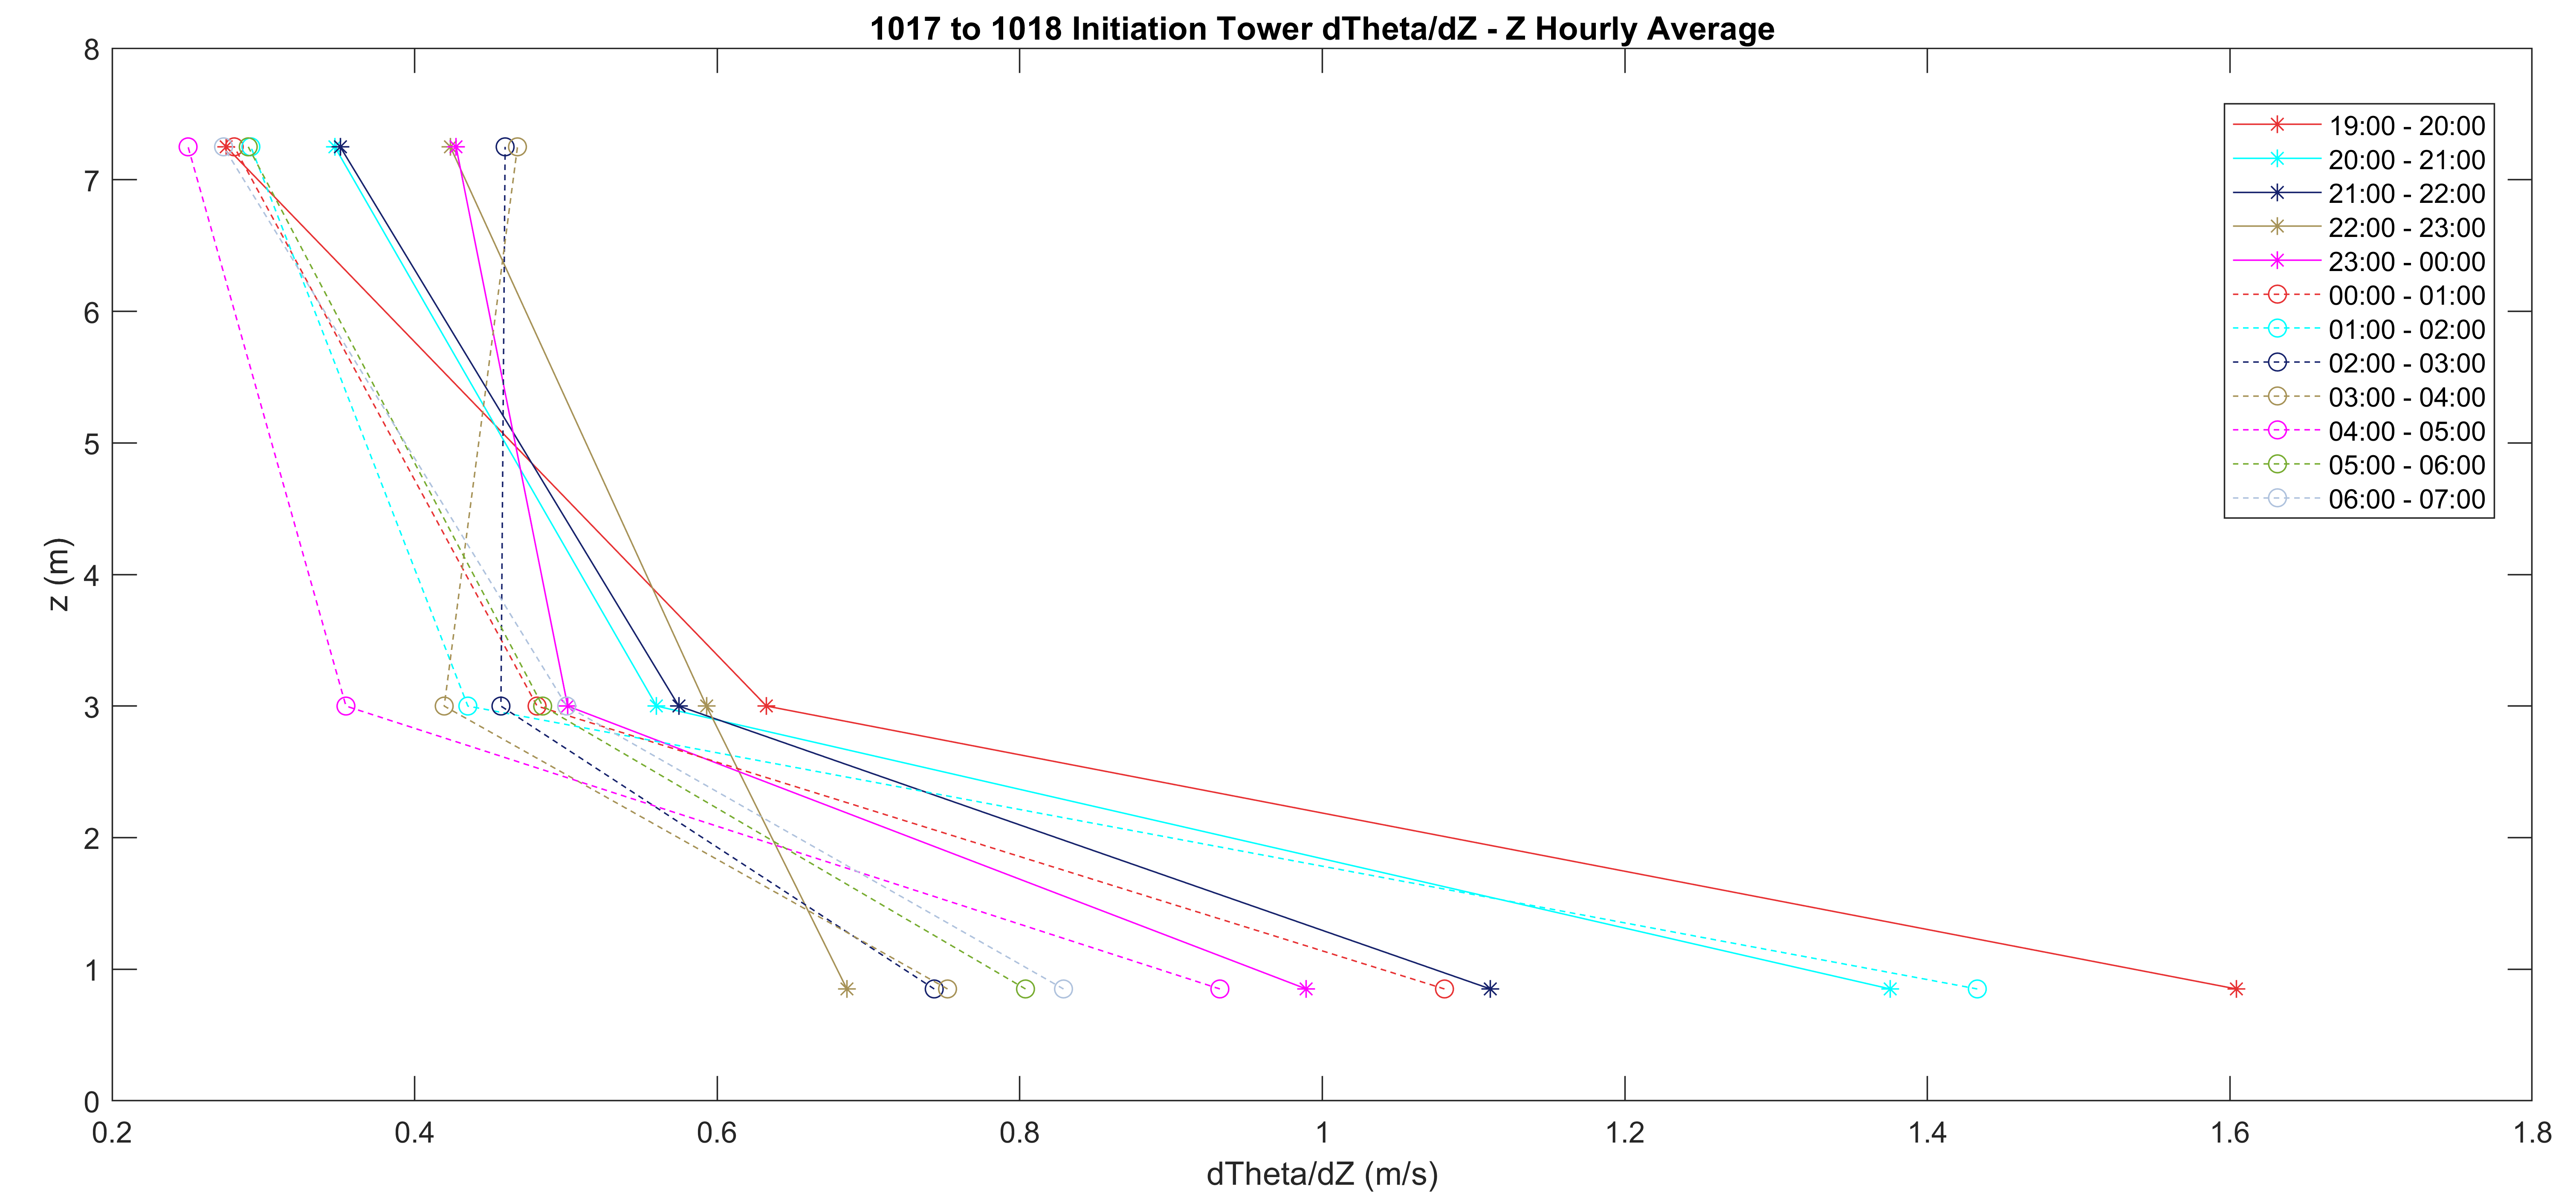 1017 to 1018 Initiation Tower dTheta/dZ - Z Hourly Average
8
7
6
5
4
3
2
1
0
z (m)
19:00 - 20:00
20:00 - 21:00
21:00 - 22:00
22:00 - 23:00
23:00 - 00:00
00:00 - 01:00
01:00 - 02:00
02:00 - 03:00
03:00 - 04:00
04:00 - 05:00
05:00 - 06:00
06:00 - 07:00
0.2 0.4 0.6 0.8 1 1.2 1.4 1.6 1.8
dTheta/dZ (m/s)